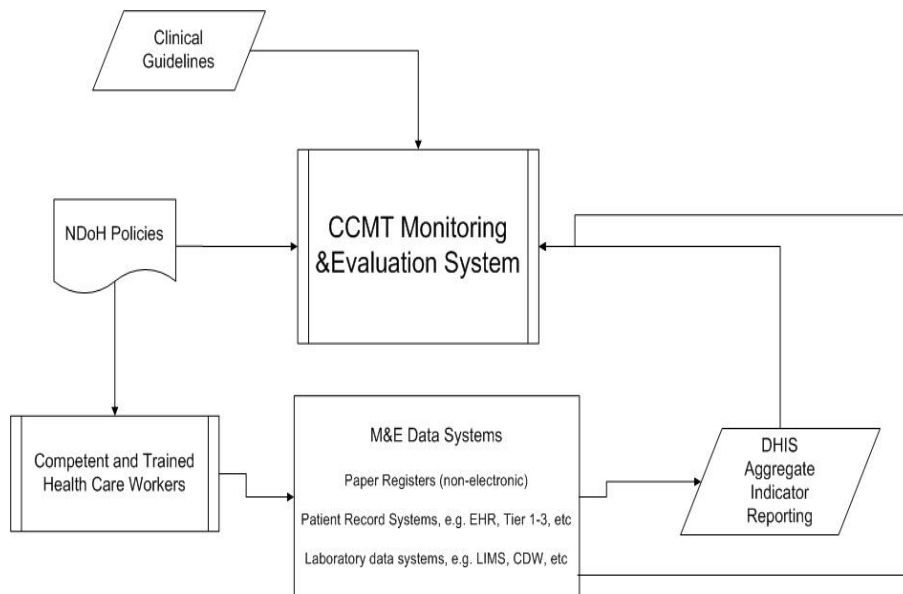 Clinical
Guidelines
NDoH Policies
CCMT Monitoring
&Evaluation System
Competent and Trained
Health Care Workers
M&E Data Systems
Paper Registers (non-electronic)
Patient Record Systems, e.g. EHR, Tier 1-3, etc
Laboratory data systems, e.g. LIMS, CDW, etc
DHIS
Aggregate
Indicator
Reporting